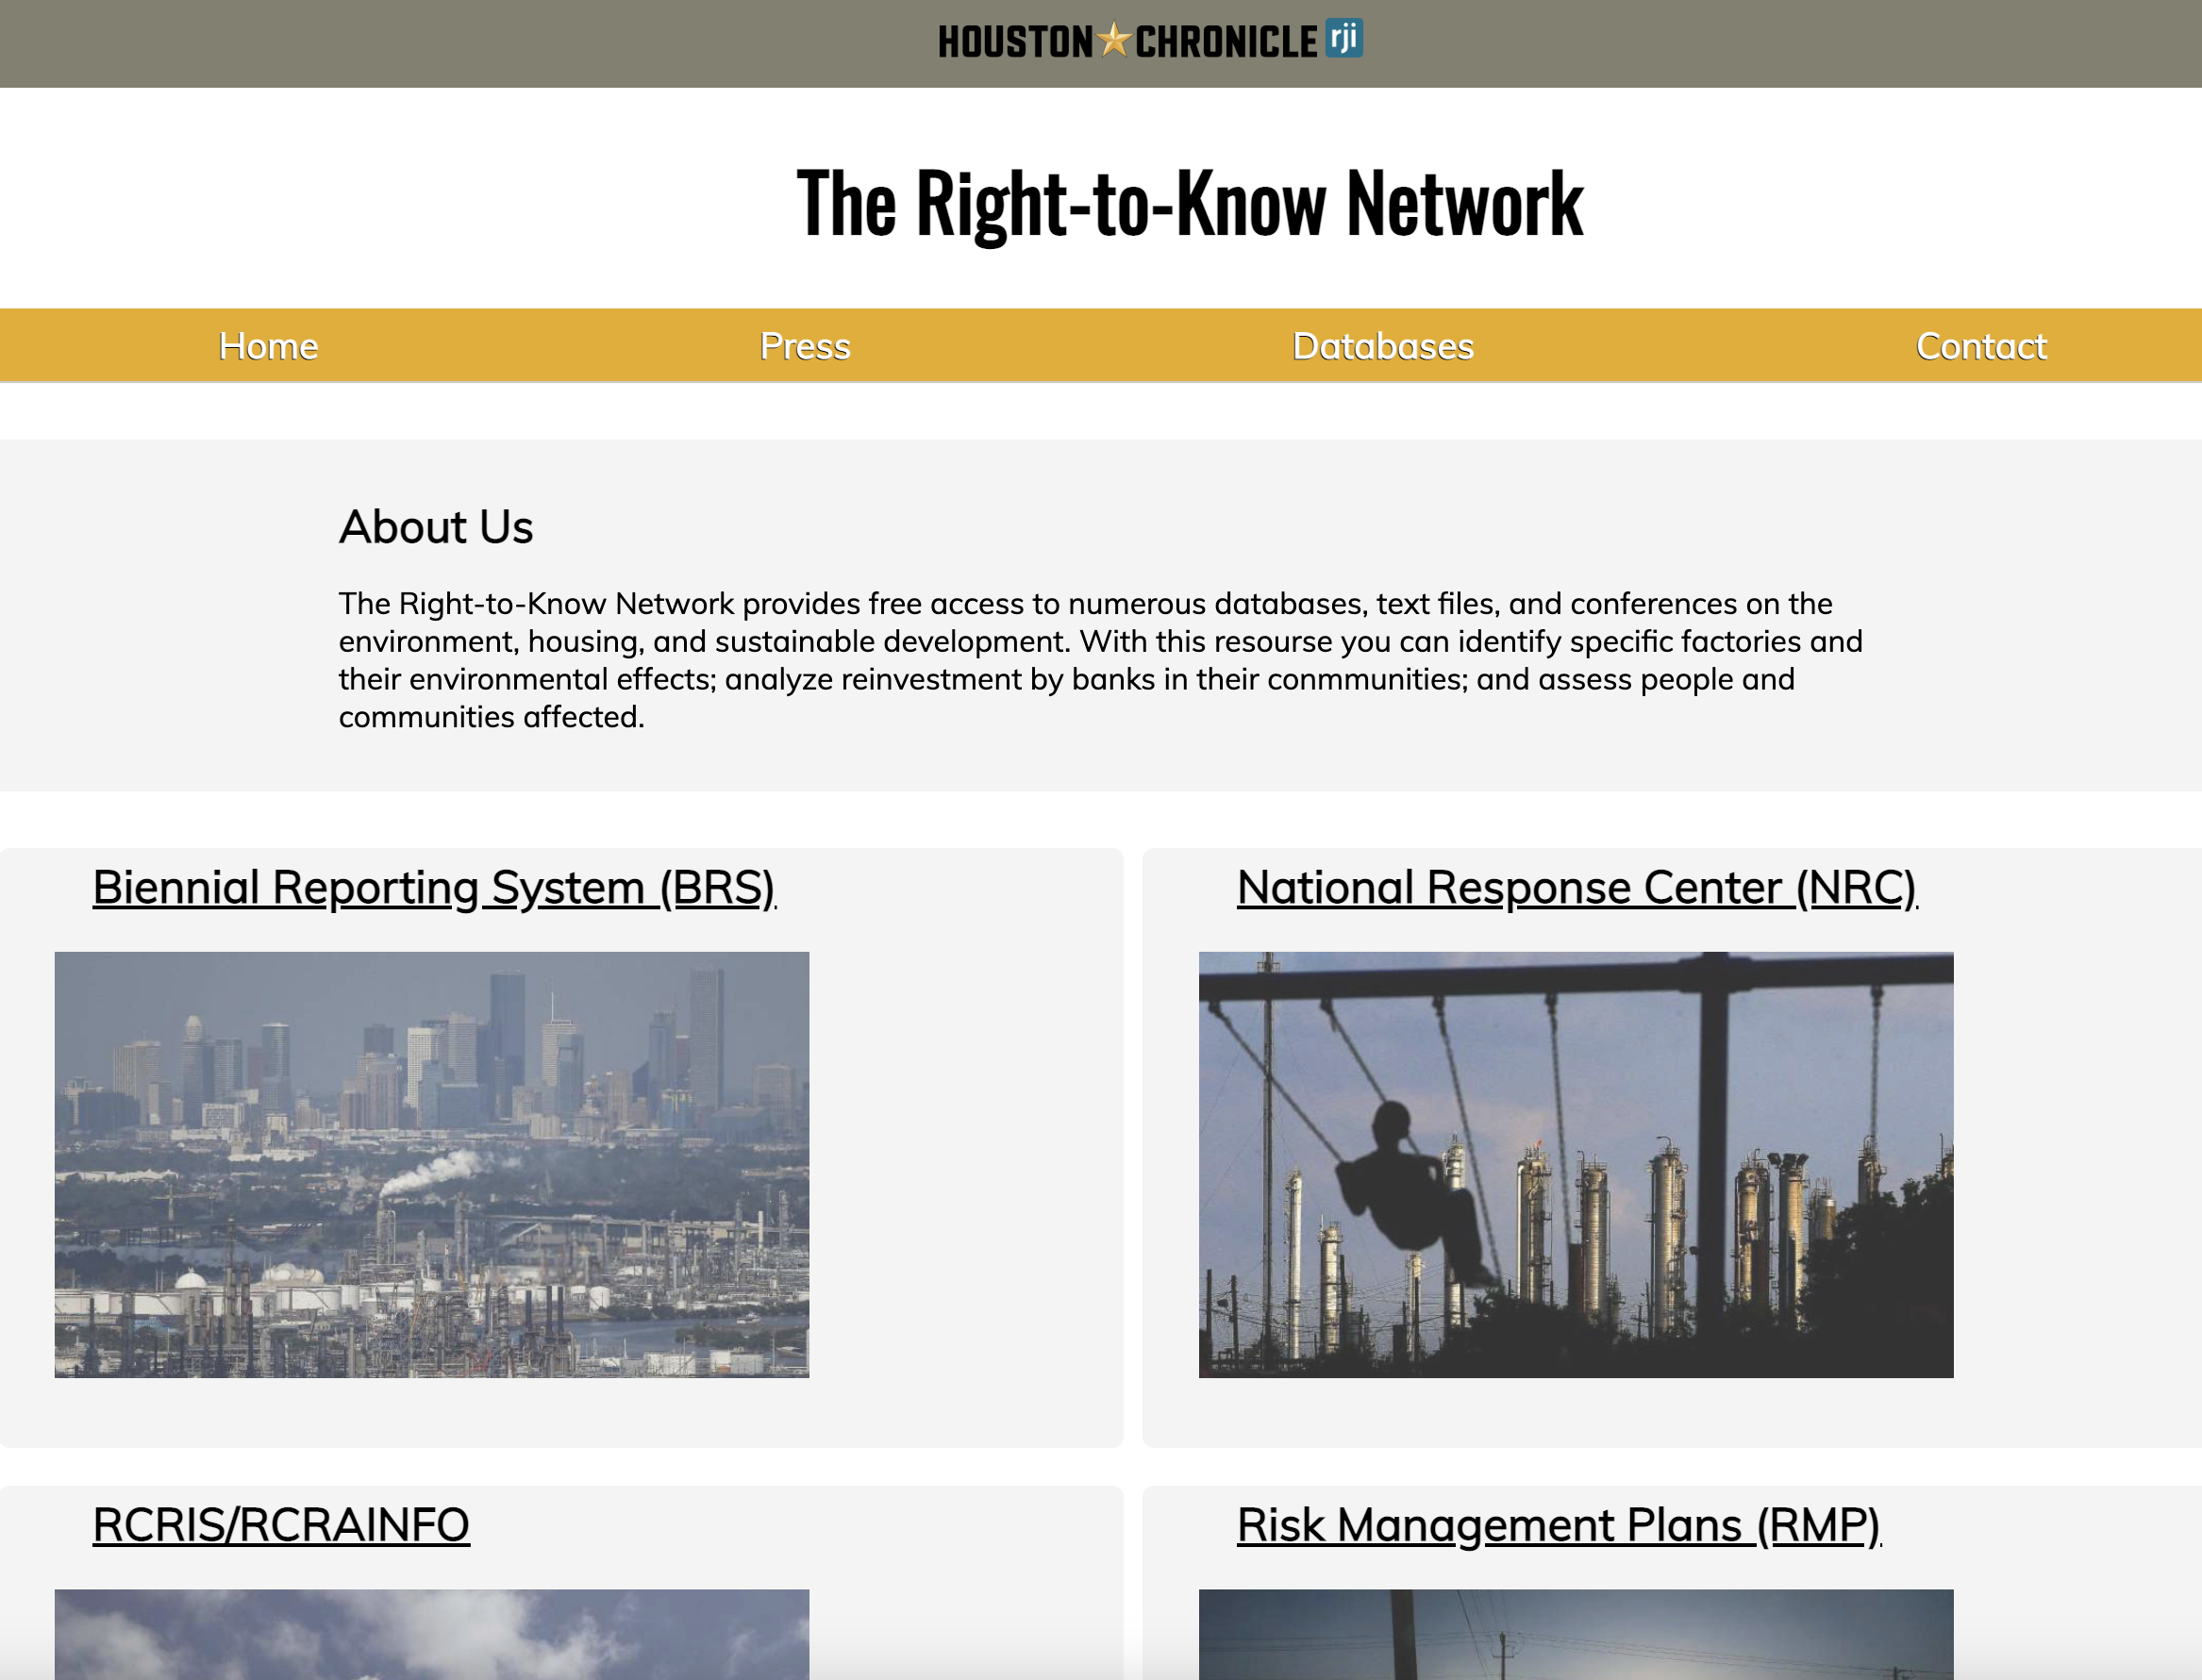 HOUSTON CHRONICLE rji
The Right-to-Know Network
Home Press Databases Contact
About Us
The Right-to-Know Network provides free access to numerous databases, text files, and conferences on the
environment, housing, and sustainable development. With this resourse you can identify specific factories and
their environmental effects; analyze reinvestment by banks in their conmmunities; and assess people and
communities affected.
Biennial Reporting System (BRS)
National Response Center (NRC)
RCRIS/RCRAINFO
Risk Management Plans (RMP)